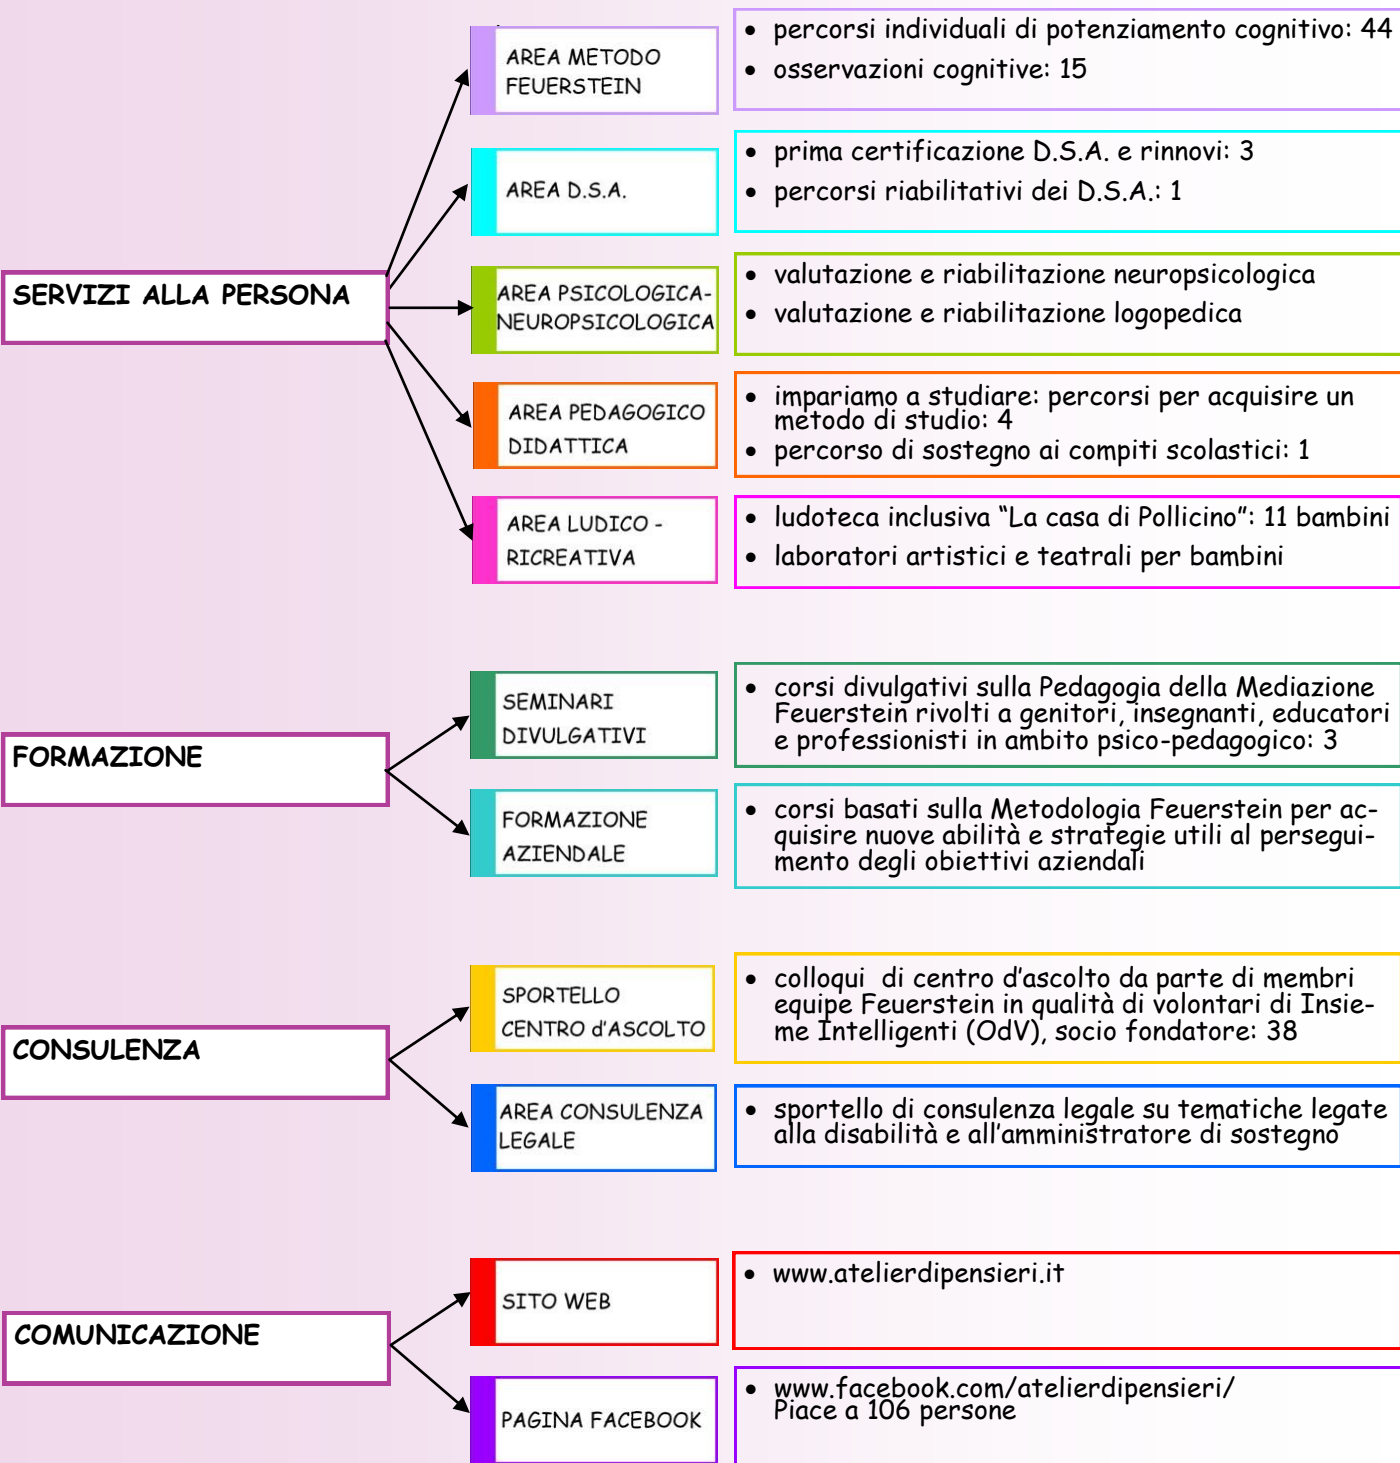 SERVIZI ALLA PERSONA
AREA METODO
FEUERSTEIN
• percorsi individuali di potenziamento cognitivo: 44
• osservazioni cognitive: 15
AREA D.S.A.
• prima certificazione D.S.A. e rinnovi: 3
• percorsi riabilitativi dei D.S.A.: 1
AREA PSICOLOGICA-
NEUROPSICOLOGICA
• valutazione e riabilitazione neuropsicologica
• valutazione e riabilitazione logopedica
AREA PEDAGOGICO
DIDATTICA
• impariamo a studiare: percorsi per acquisire un
metodo di studio: 4
• percorso di sostegno ai compiti scolastici: 1
AREA LUDICO -
RICREATIVA
• ludoteca inclusiva “La casa di Pollicino”: 11 bambini
• laboratori artistici e teatrali per bambini
FORMAZIONE
SEMINARI
DIVULGATIVI
• corsi divulgativi sulla Pedagogia della Mediazione
Feuerstein rivolti a genitori, insegnanti, educatori
e professionisti in ambito psico-pedagogico: 3
FORMAZIONE
AZIENDALE
• corsi basati sulla Metodologia Feuerstein per ac-
quisire nuove abilità e strategie utili al persegui-
mento degli obiettivi aziendali
CONSULENZA
SPORTELLO
CENTRO d'ASCOLTO
• colloqui di centro d’ascolto da parte di membri
equipe Feuerstein in qualità di volontari di Insie-
me Intelligenti (OdV), socio fondatore: 38
AREA CONSULENZA
LEGALE
• sportello di consulenza legale su tematiche legate
alla disabilità e all’amministratore di sostegno
COMUNICAZIONE
SITO WEB
• www.atelierdipensieri.it
PAGINA FACEBOOK
• www.facebook.com/atelierdipensieri/
Piace a 106 persone